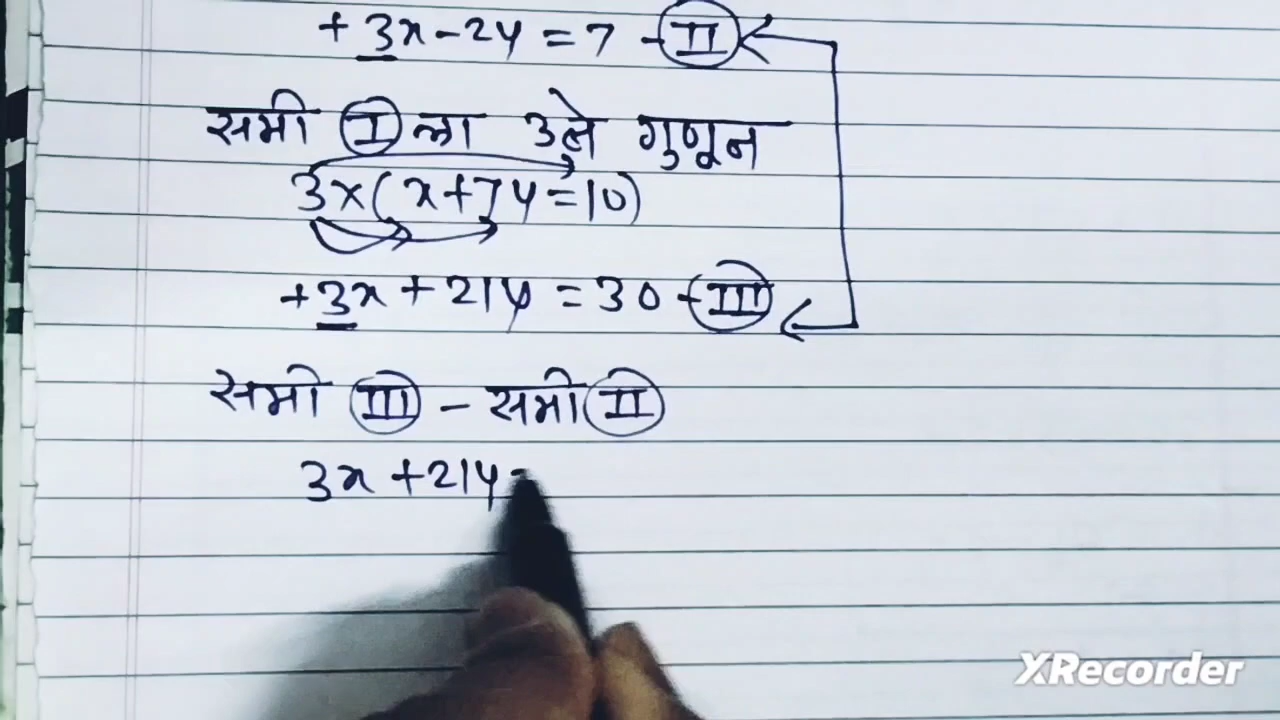 +3x-2y=7 -II
समी I ला 3ले गुणून
3x(x+7y=10)
+3x+21y=30-III
समी III - समी II
3x+21y=
XRecorder